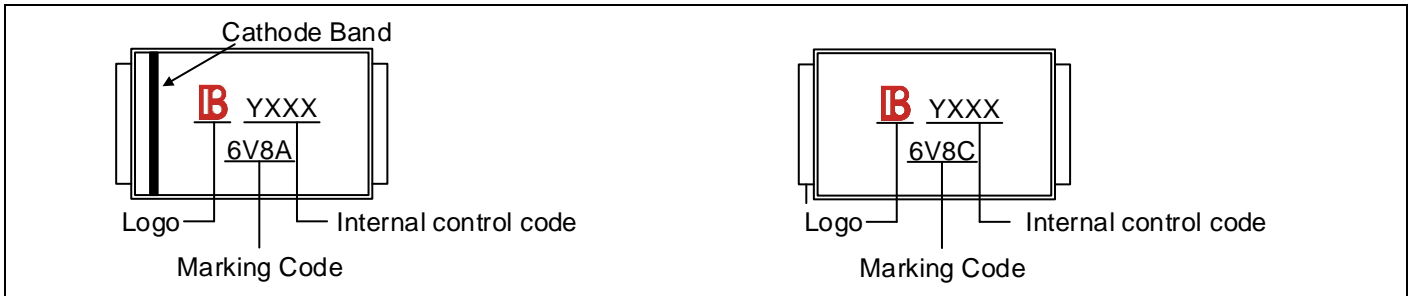 Cathode Band
B YXXX
6V8A
Logo
Internal control code
Marking Code
B YXXX
6V8C
Logo
Internal control code
Marking Code